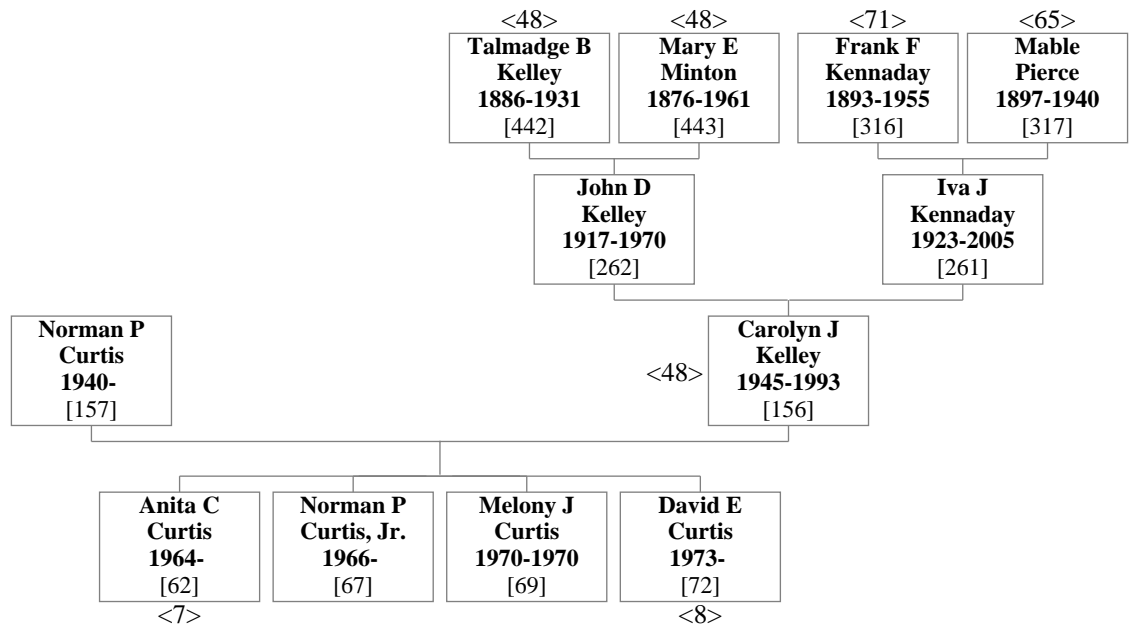 <48>
<48>
<71>
<65>
Talmadge B
Kelley
1886-1931
[442]
Mary E
Minton
1876-1961
[443]
Frank F
Kennaday
1893-1955
[316]
Mable
Pierce
1897-1940
[317]
John D
Kelley
1917-1970
[262]
Iva J
Kennaday
1923-2005
[261]
Norman P
Curtis
1940-
[157]
<48>
Carolyn J
Kelley
1945-1993
[156]
Anita C
Curtis
1964-
[62]
<7>
Norman P
Curtis, Jr.
1966-
[67]
Melony J
Curtis
1970-1970
[69]
David E
Curtis
1973-
[72]
<8>